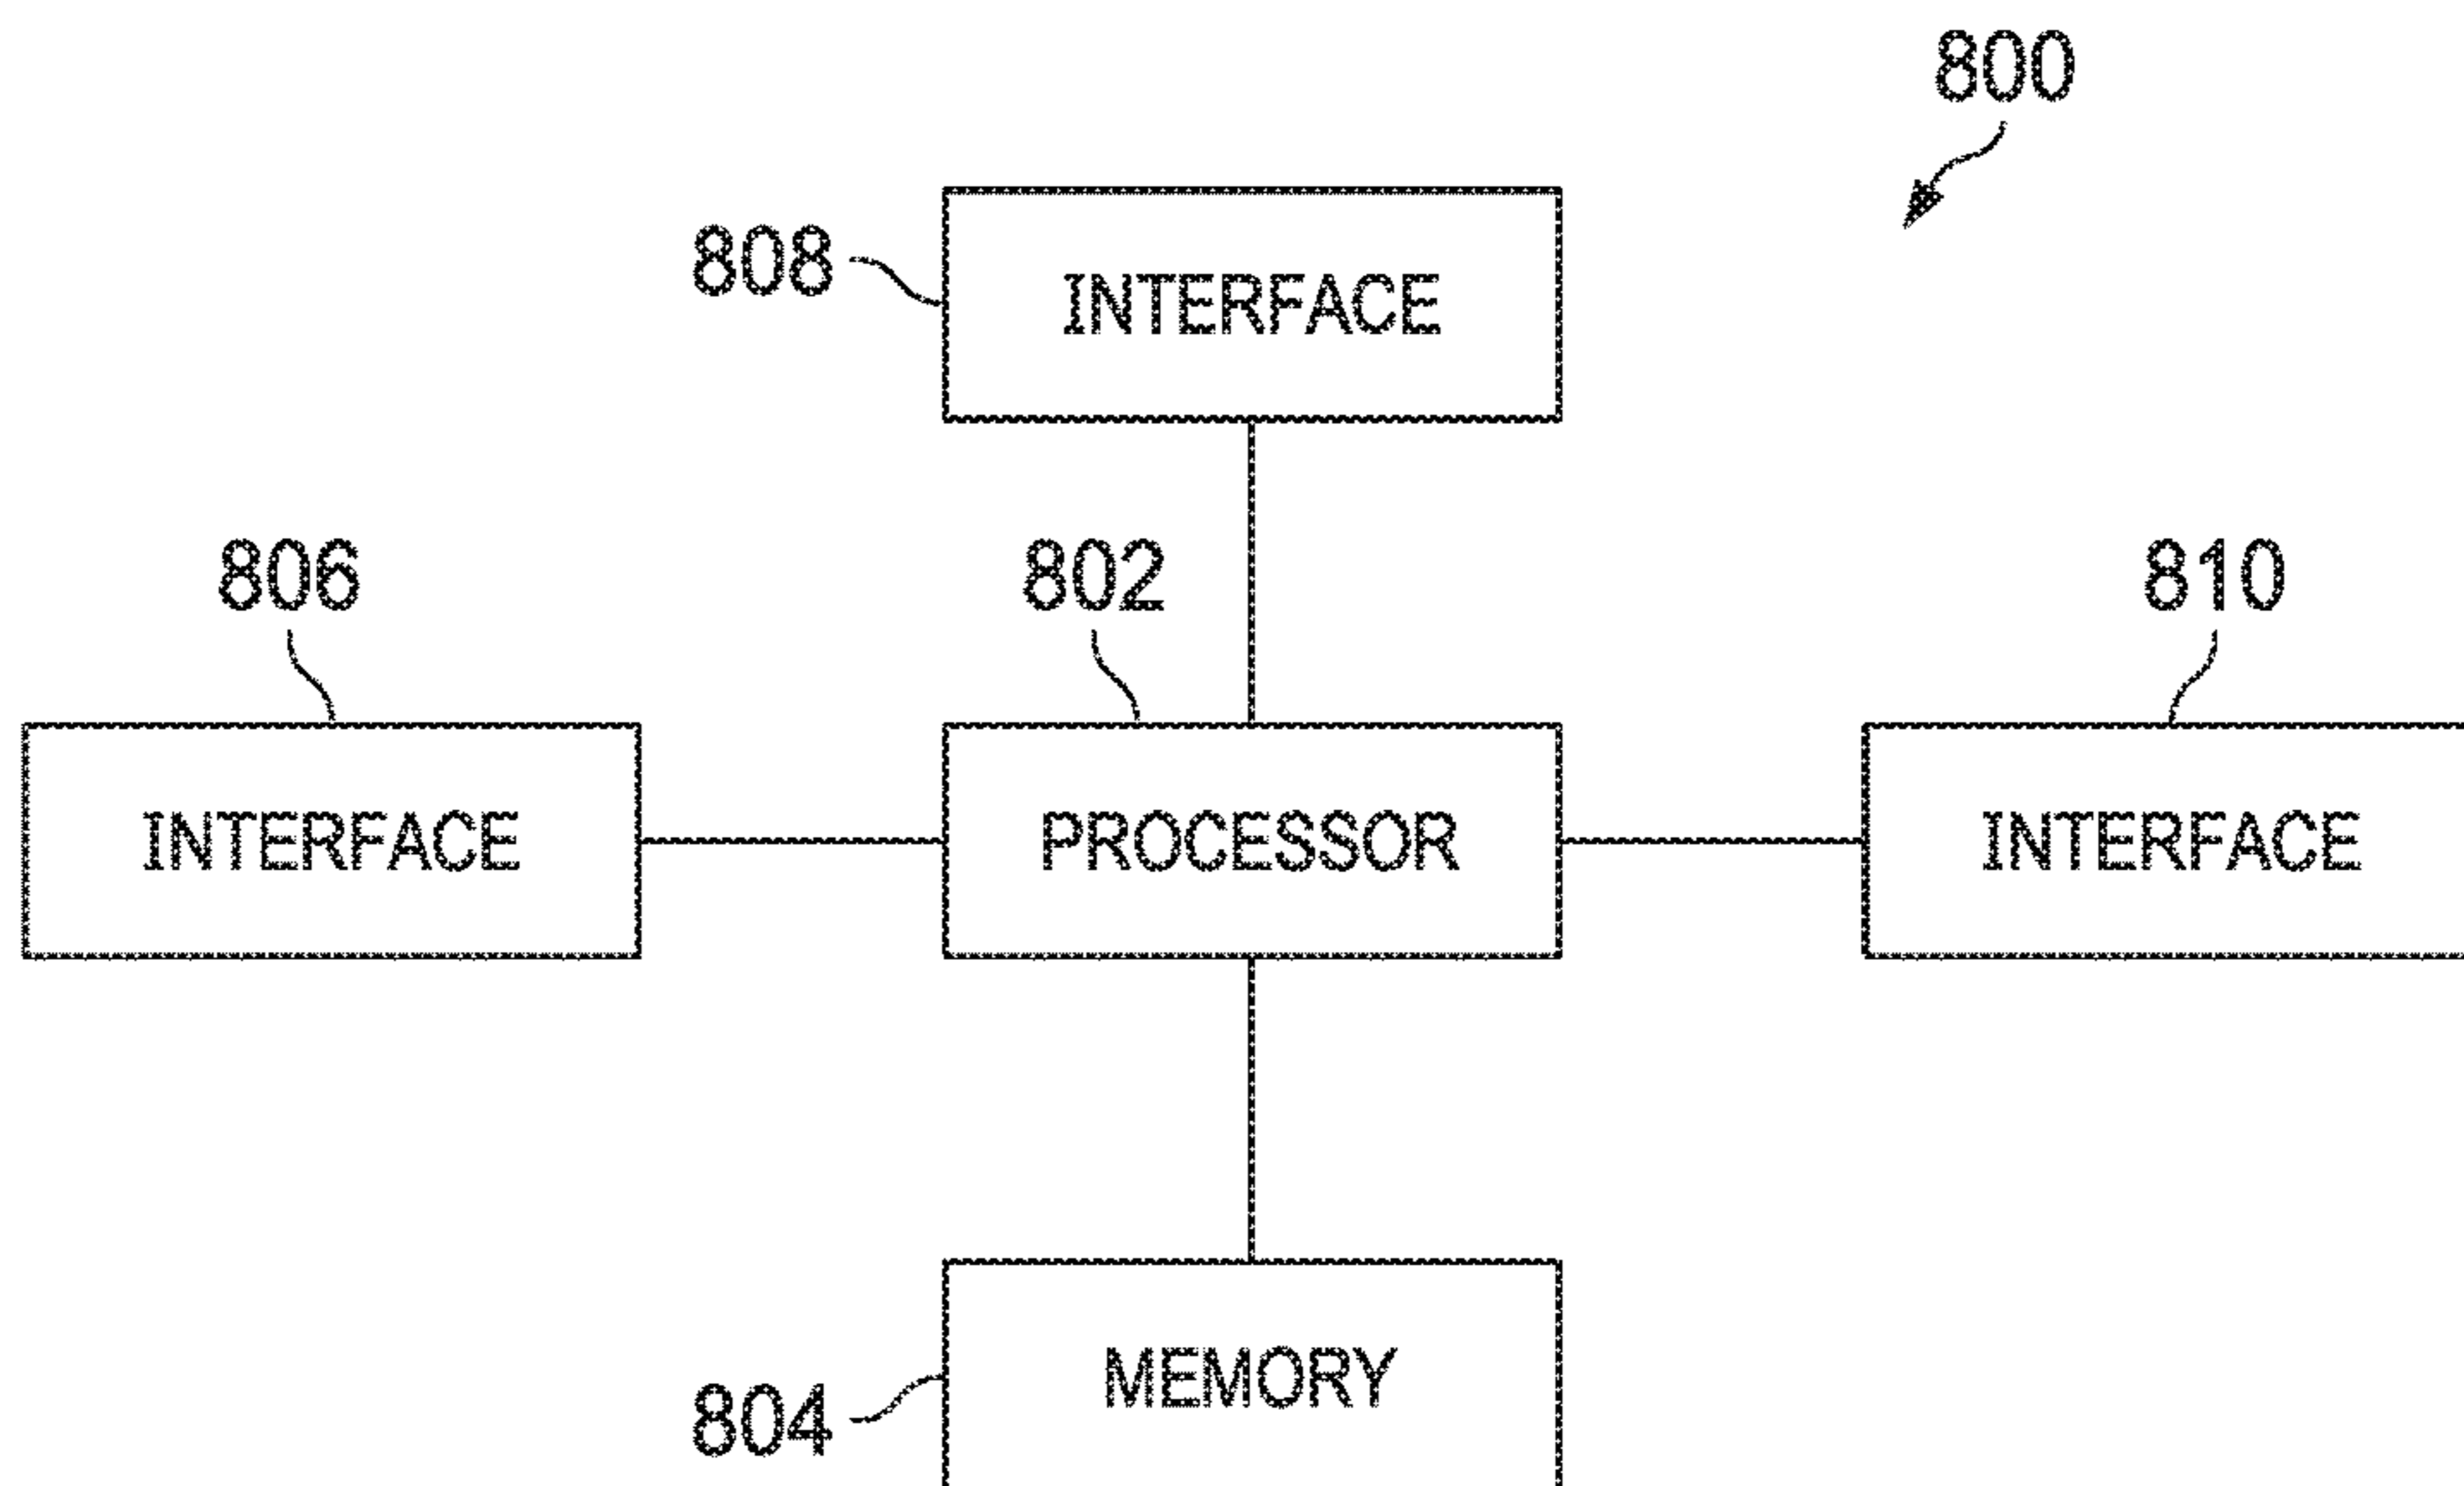 800
808
INTERFACE
806
802
810
INTERFACE
PROCESSOR
INTERFACE
MEMORY
804